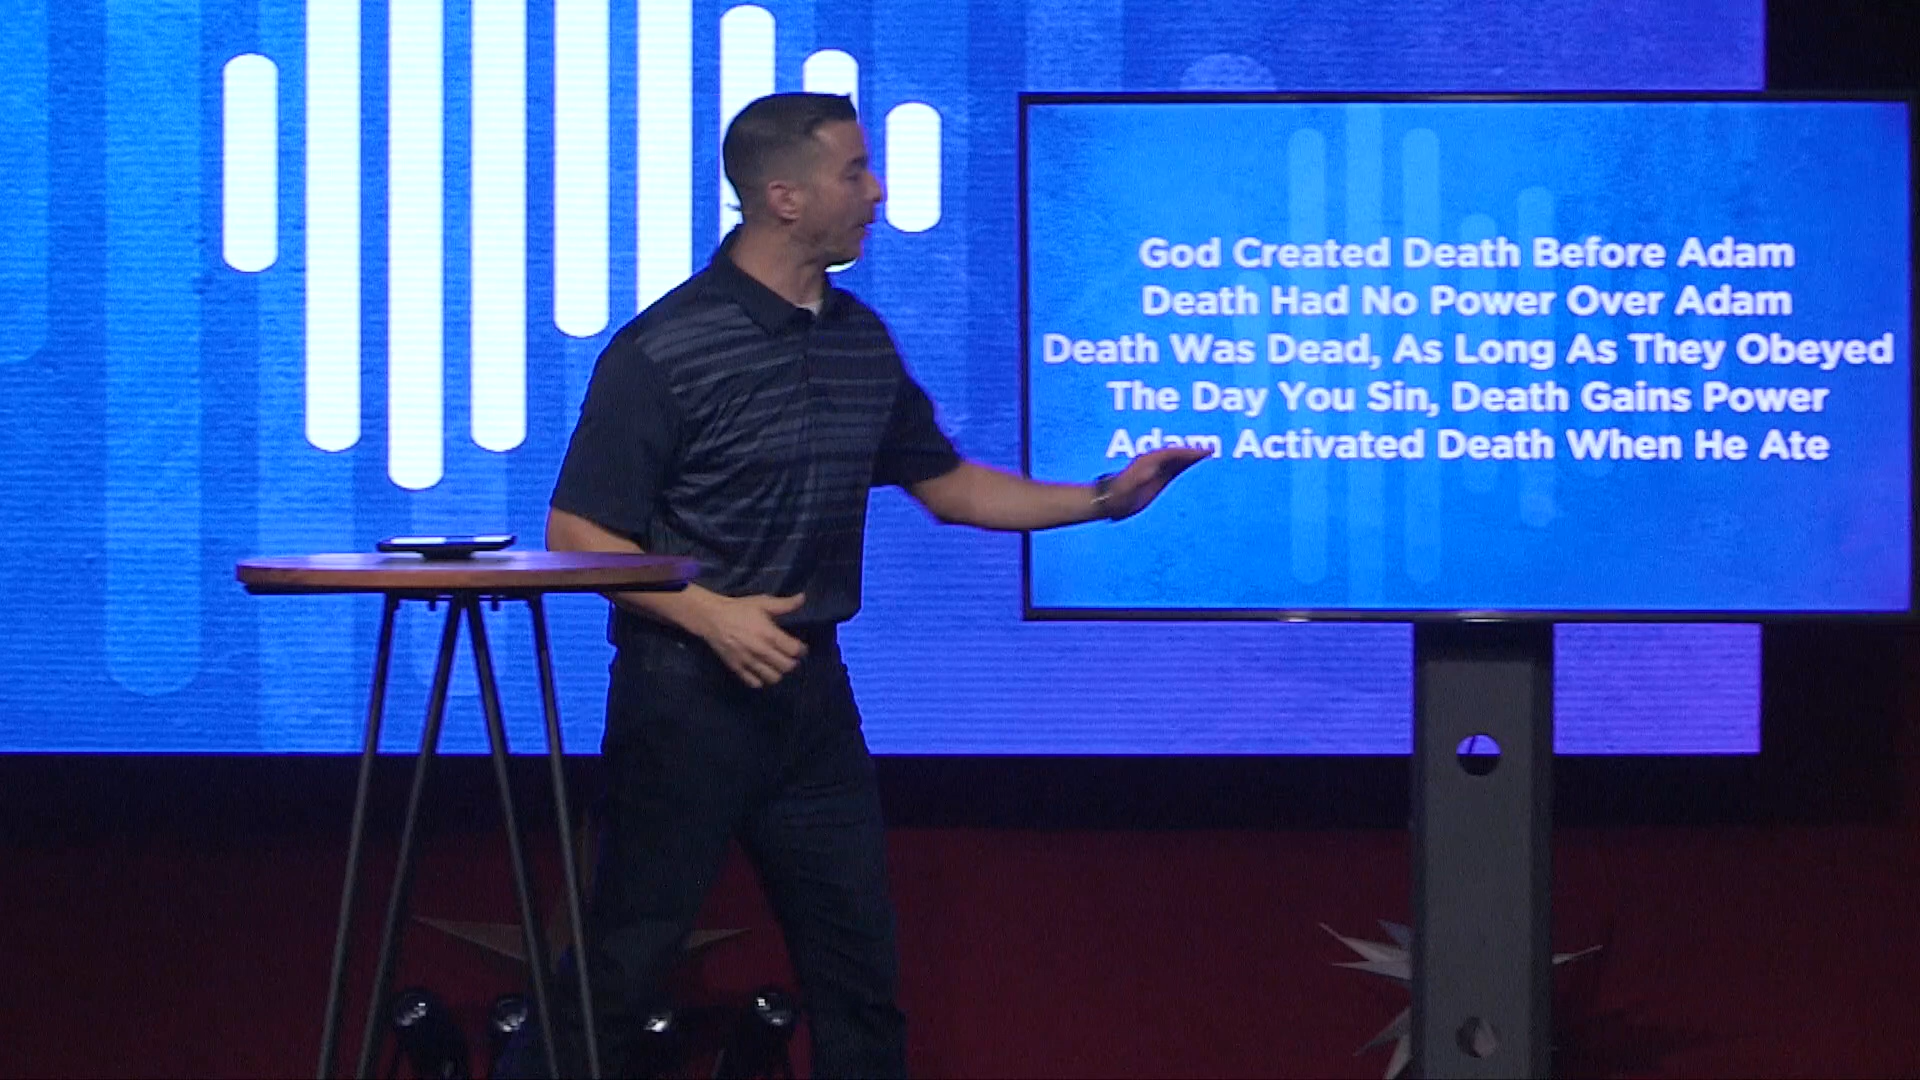 God Created Death Before Adam
Death Had No Power Over Adam
Death Was Dead, As Long As They Obeyed
The Day You Sin, Death Gains Power
Adam Activated Death When He Ate